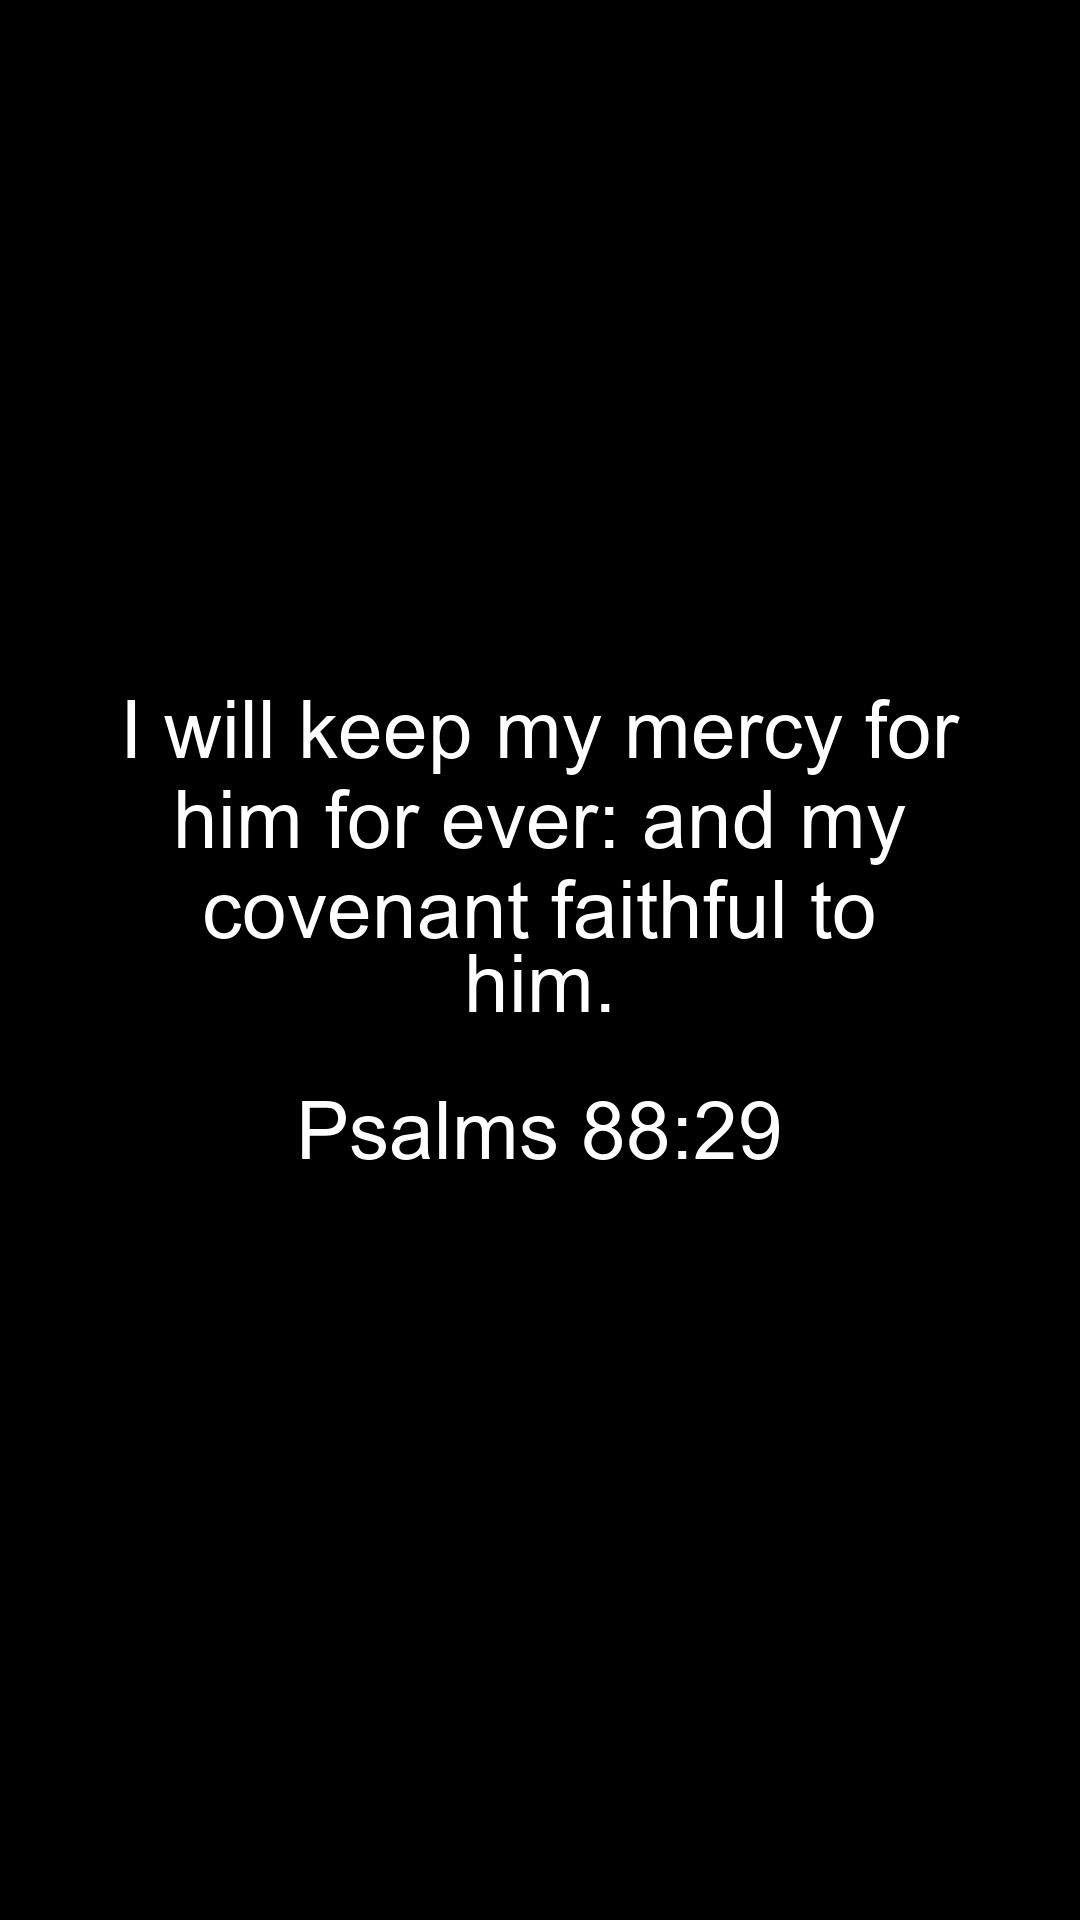 I will keep my mercy for
him for ever: and my
covenant faithful to
him.
Psalms 88:29